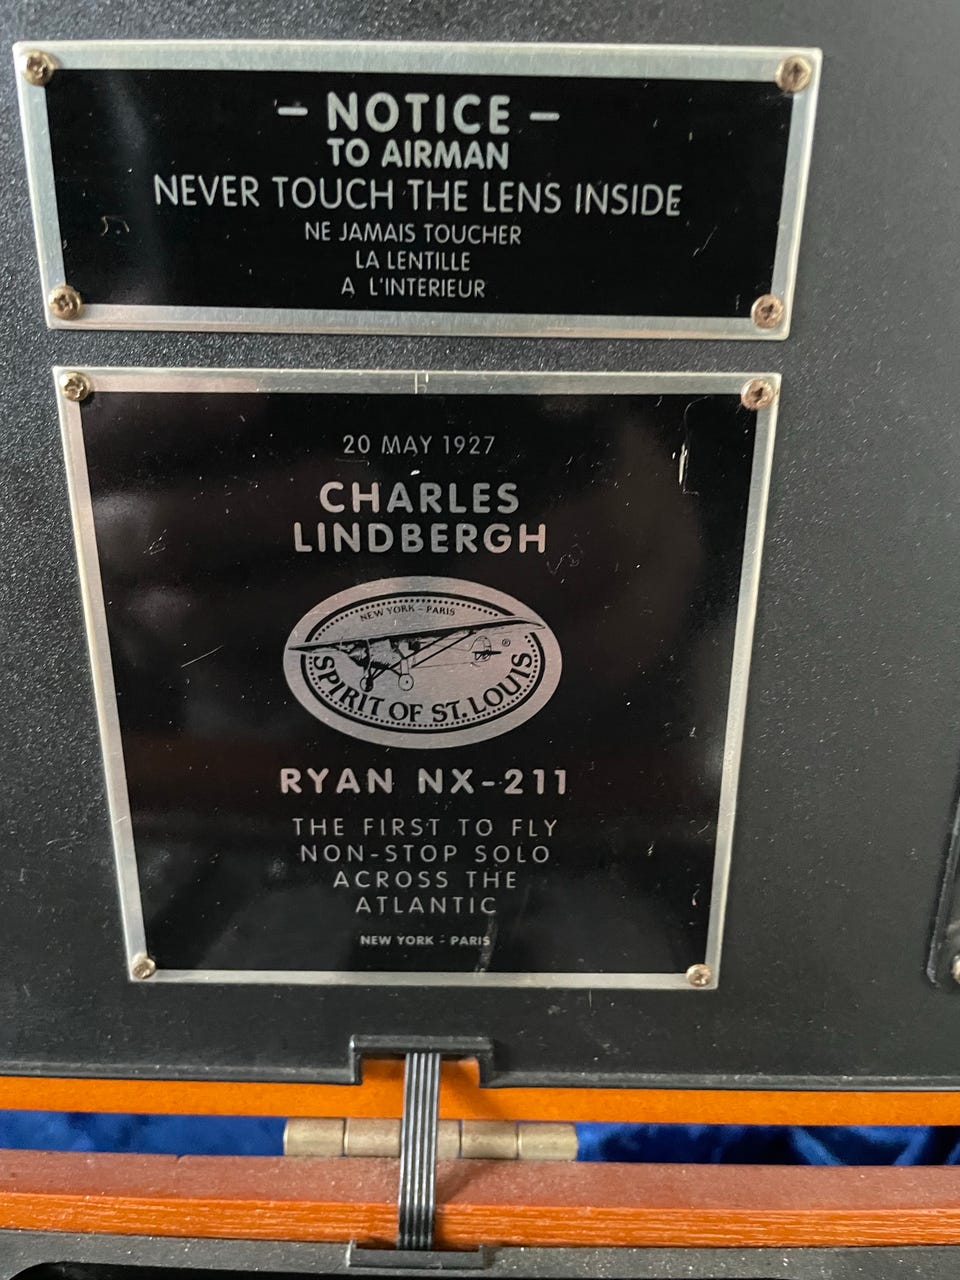 - NOTICE -
TO AIRMAN
NEVER TOUCH THE LENS INSIDE
NE JAMAIS TOUCHER
LA LENTILLE
A L'INTERIEUR
20 MAY 1927
CHARLES
LINDBERGH
NEW YORK - PARIS
®
SPIRIT OF ST. LOUIS
RYAN NX-211
THE FIRST TO FLY
NON-STOP SOLO
ACROSS THE
ATLANTIC
NEW YORK - PARIS